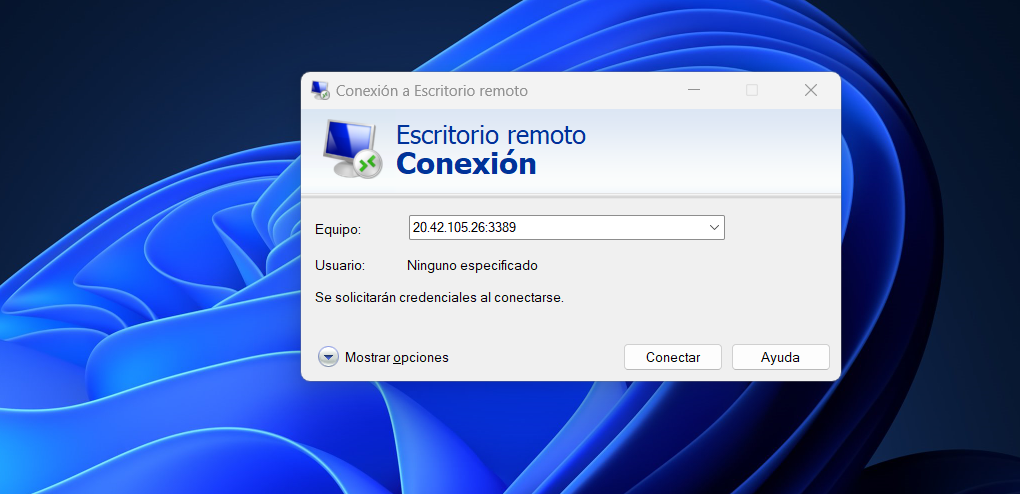 Conexión a Escritorio remoto
Escritorio remoto
Conexión
Equipo: 20.42.105.26:3389
Usuario: Ninguno especificado
Se solicitarán credenciales al conectarse.
Mostrar opciones Conectar Ayuda